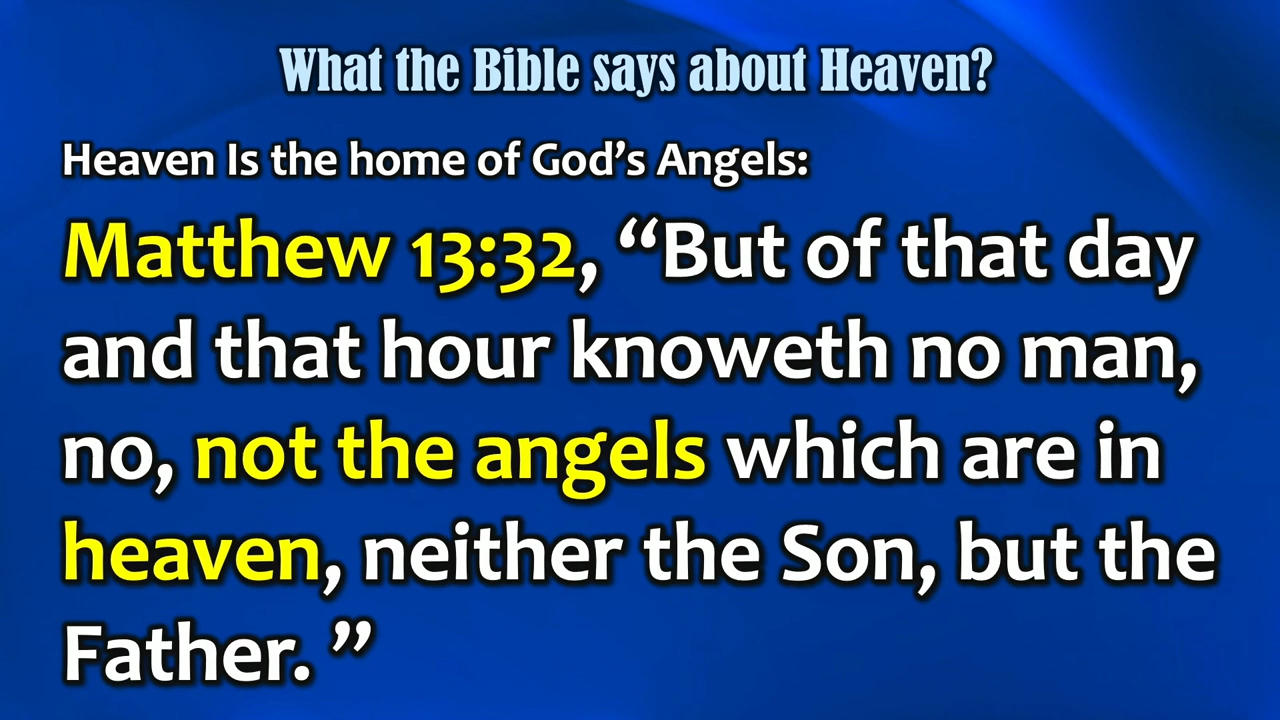 What the Bible says about Heaven?
Heaven Is the home of God’s Angels:
Matthew 13:32, “But of that day
and that hour knoweth no man,
no, not the angels which are in
heaven, neither the Son, but the
Father. ”